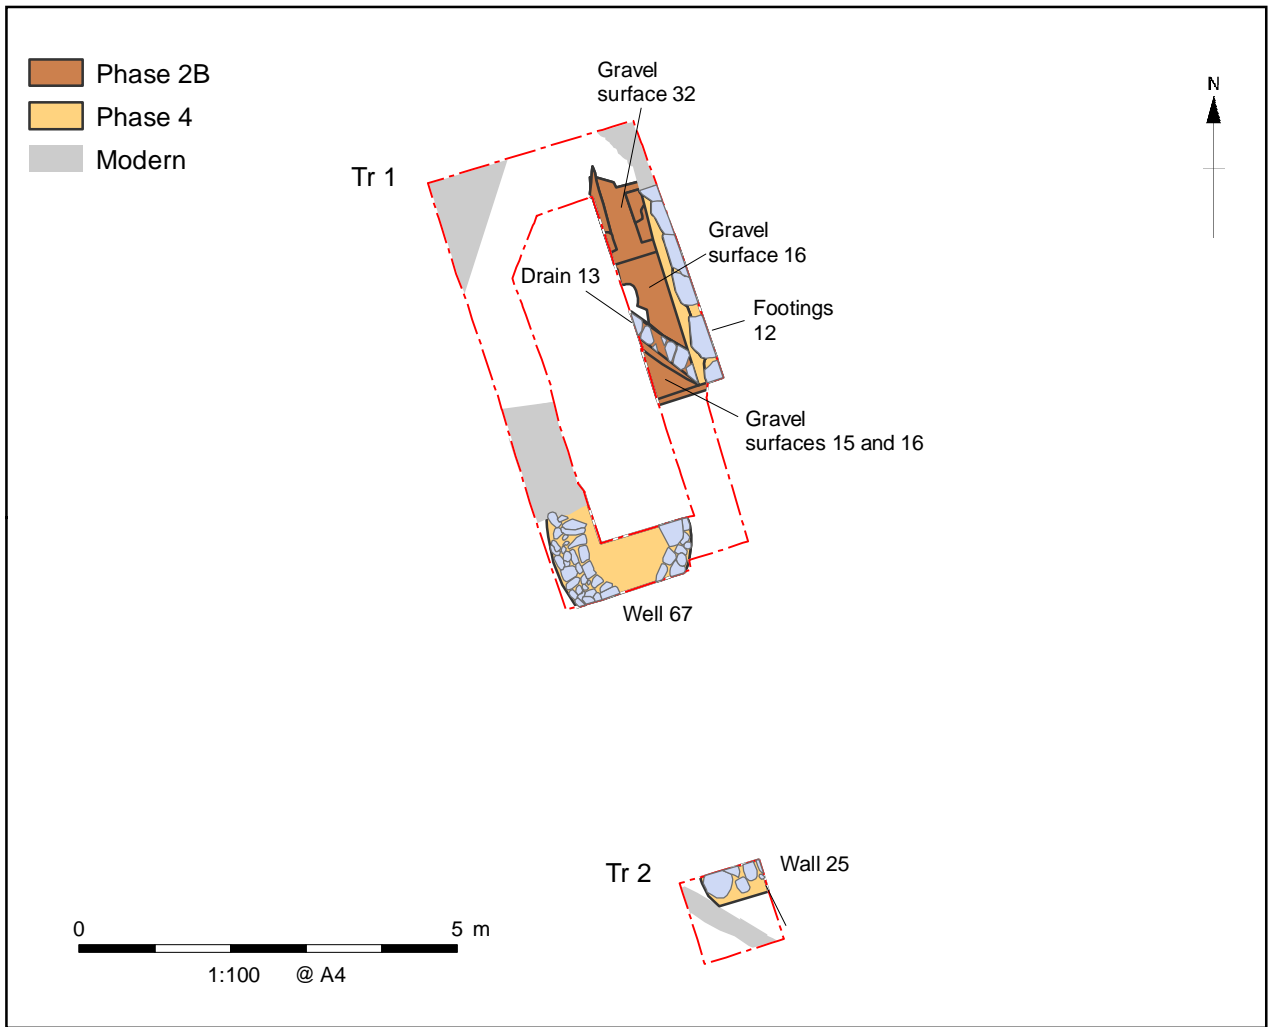 Phase 2B
Phase 4
Modern
N
Gravel
surface 32
Tr 1
Gravel
surface 16
Drain 13
Footings
12
Gravel
surfaces 15 and 16
Well 67
Tr 2
Wall 25
0 5 m
1:100 @ A4